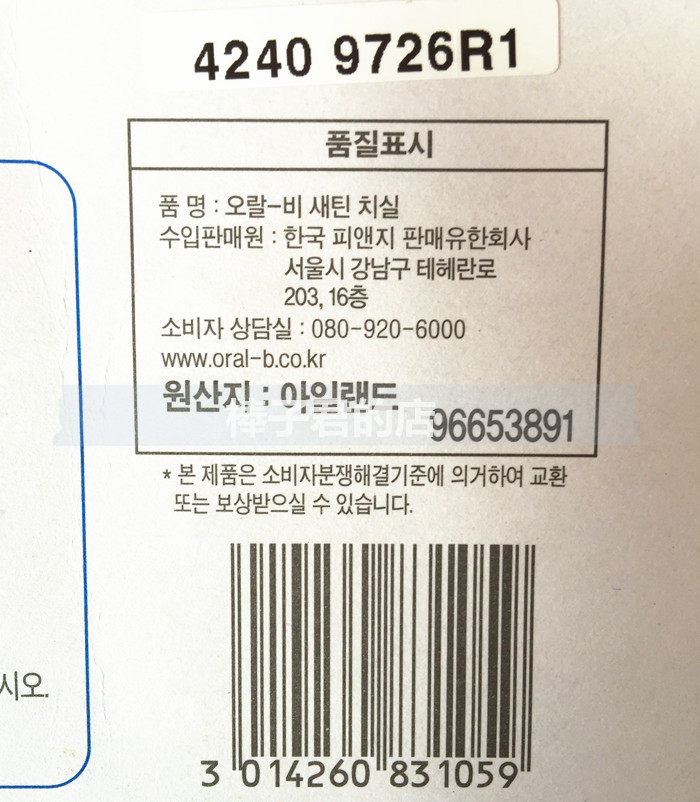 4240 9726R1
품질표시
품 명 : 오랄-비 새틴 치실
수입판매원 : 한국 피앤지 판매유한회사
서울시 강남구 테헤란로
203, 16층
소비자 상담실 : 080-920-6000
www.oral-b.co.kr
원산지 : 아일랜드
棒子君的店
96653891
* 본 제품은 소비자분쟁해결기준에 의거하여 교환
또는 보상받으실 수 있습니다.
시오.
3 014260 831059